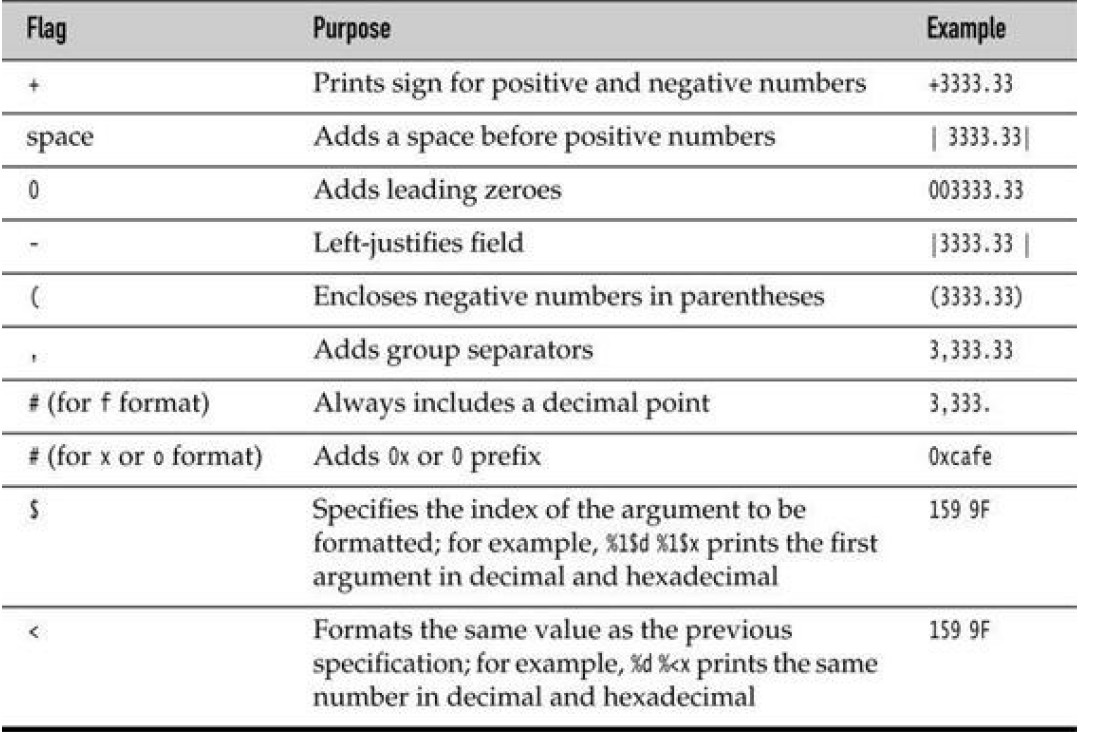 Flag Purpose Example
+ Prints sign for positive and negative numbers +3333.33
space Adds a space before positive numbers | 3333.33|
0 Adds leading zeroes 003333.33
- Left-justifies field |3333.33 |
( Encloses negative numbers in parentheses (3333.33)
, Adds group separators 3,333.33
# (for f format) Always includes a decimal point 3,333.
# (for x or o format) Adds 0x or 0 prefix 0xcafe
$ Specifies the index of the argument to be 159 9F
formatted; for example, %1$d %1$x prints the first
argument in decimal and hexadecimal
< Formats the same value as the previous 159 9F
specification; for example, %d %<x prints the same
number in decimal and hexadecimal